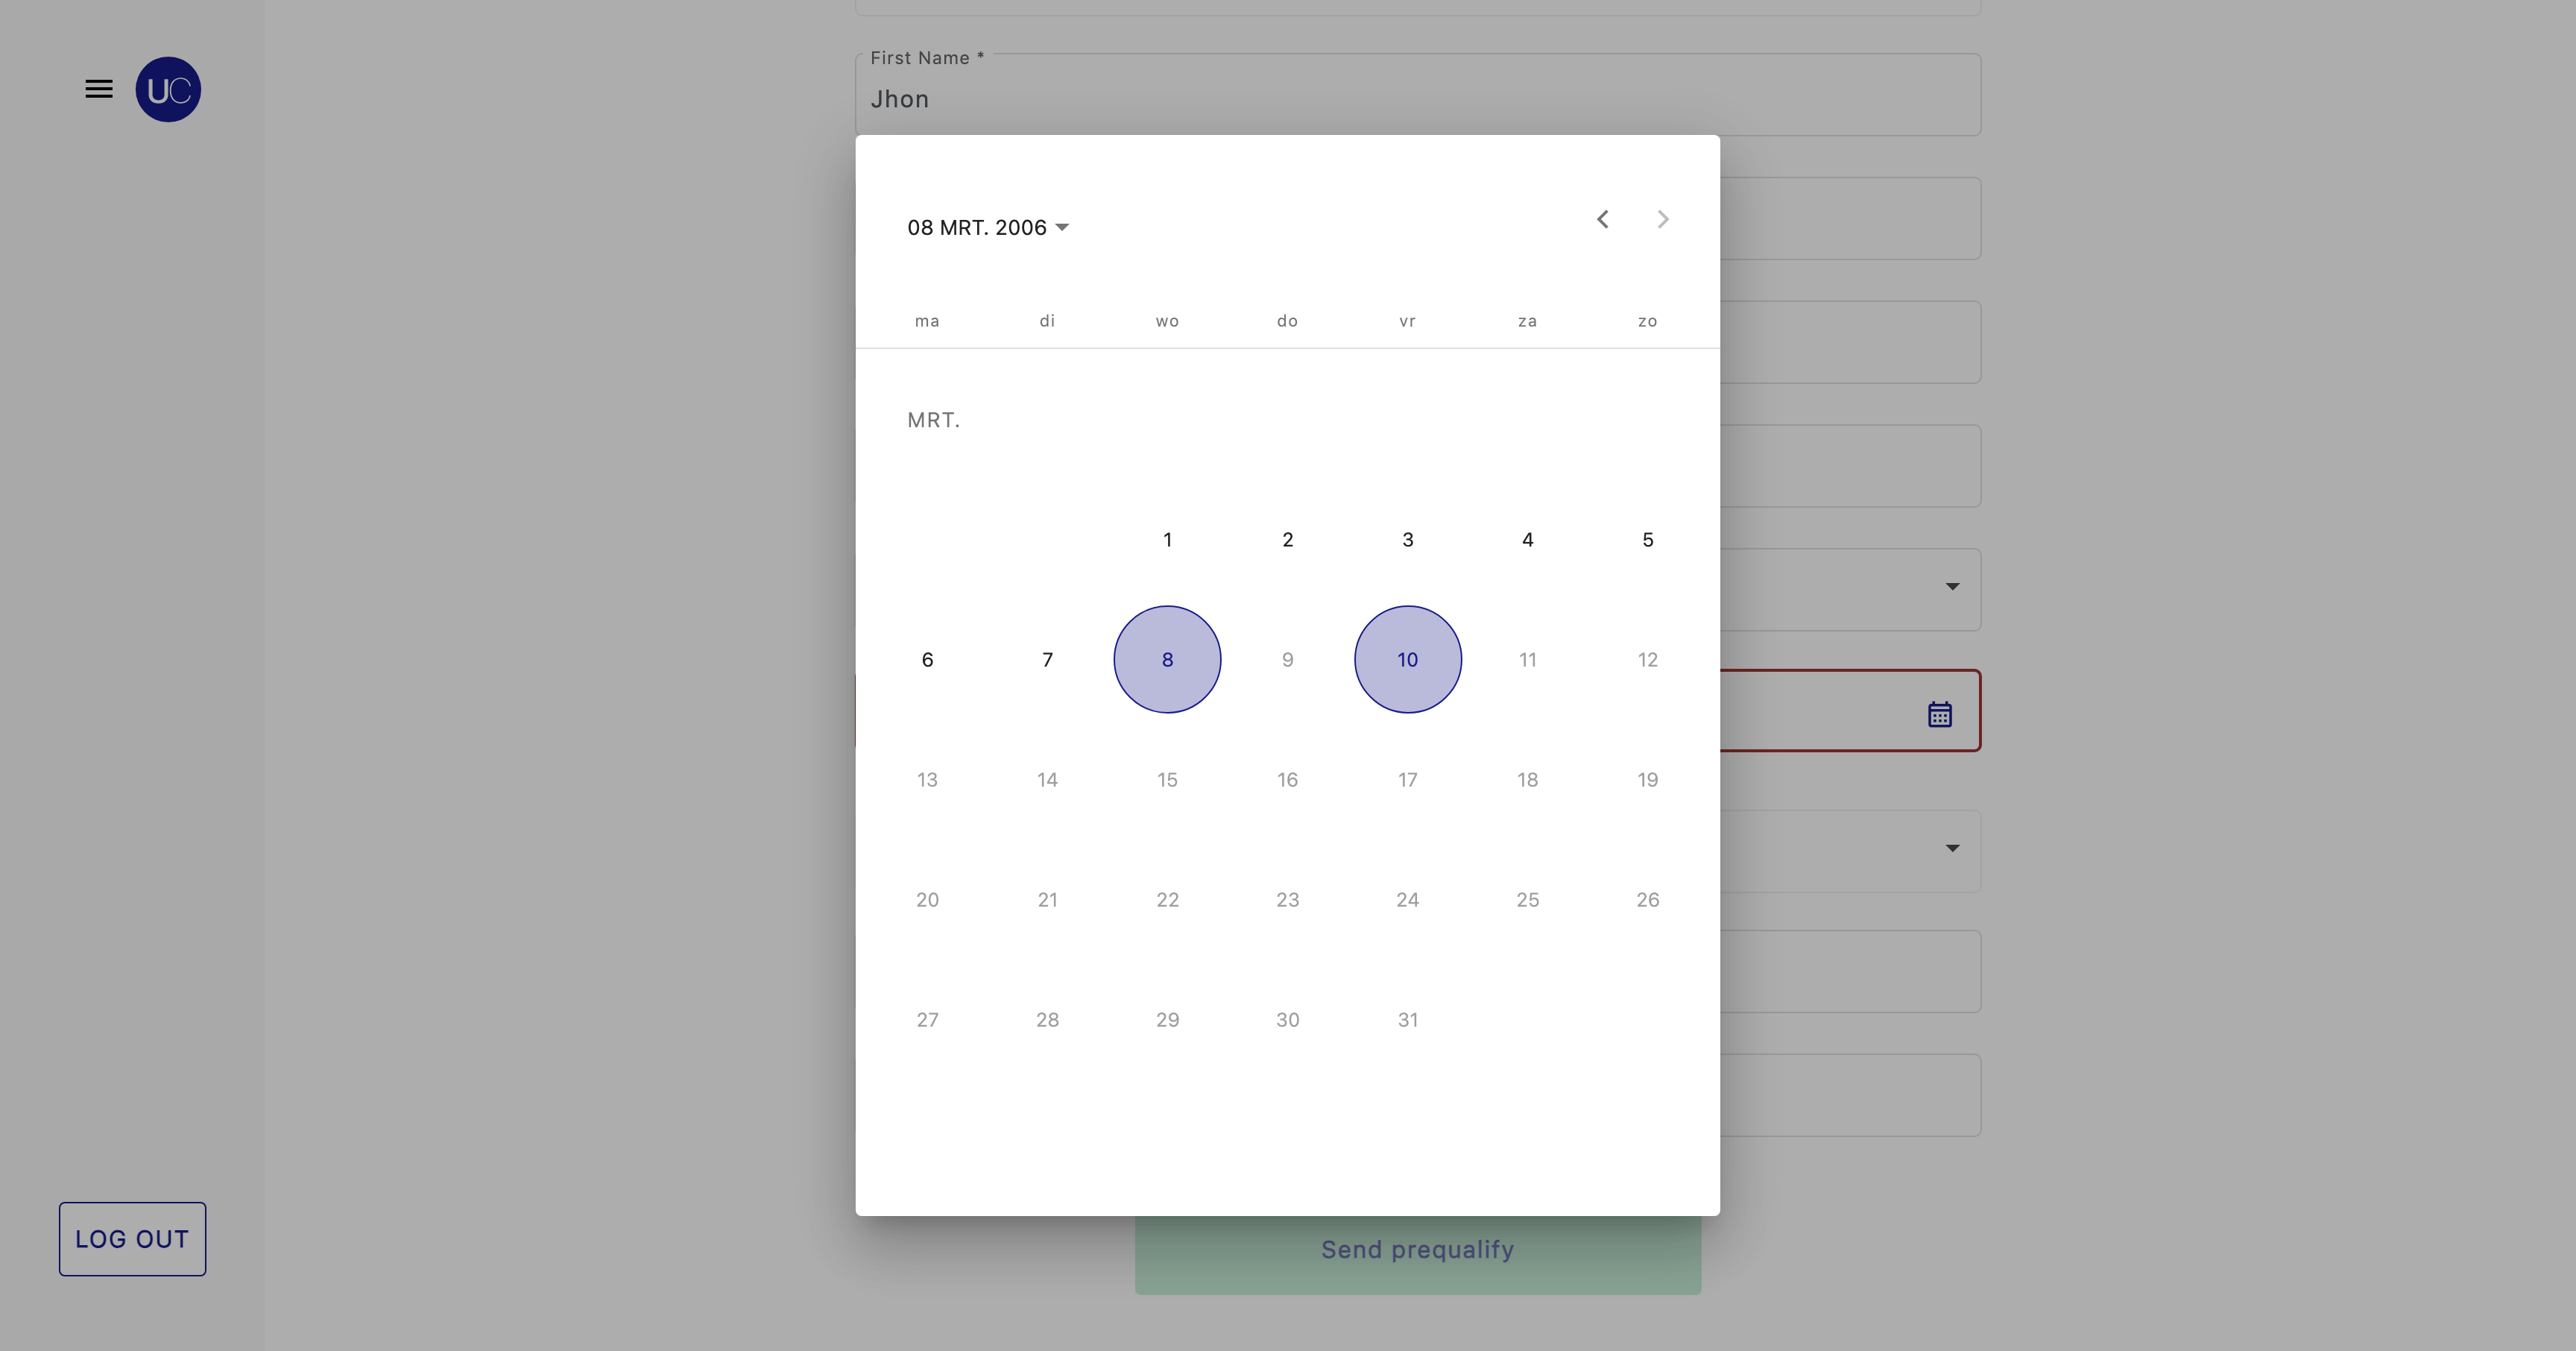 First Name *
UC
Jhon
08 MRT. 2006
ma di wo do vr za zo
MRT.
1 2 3 4 5
6 7 8 9 10 11 12
13 14 15 16 17 18 19
20 21 22 23 24 25 26
27 28 29 30 31
LOG OUT
Send prequalify